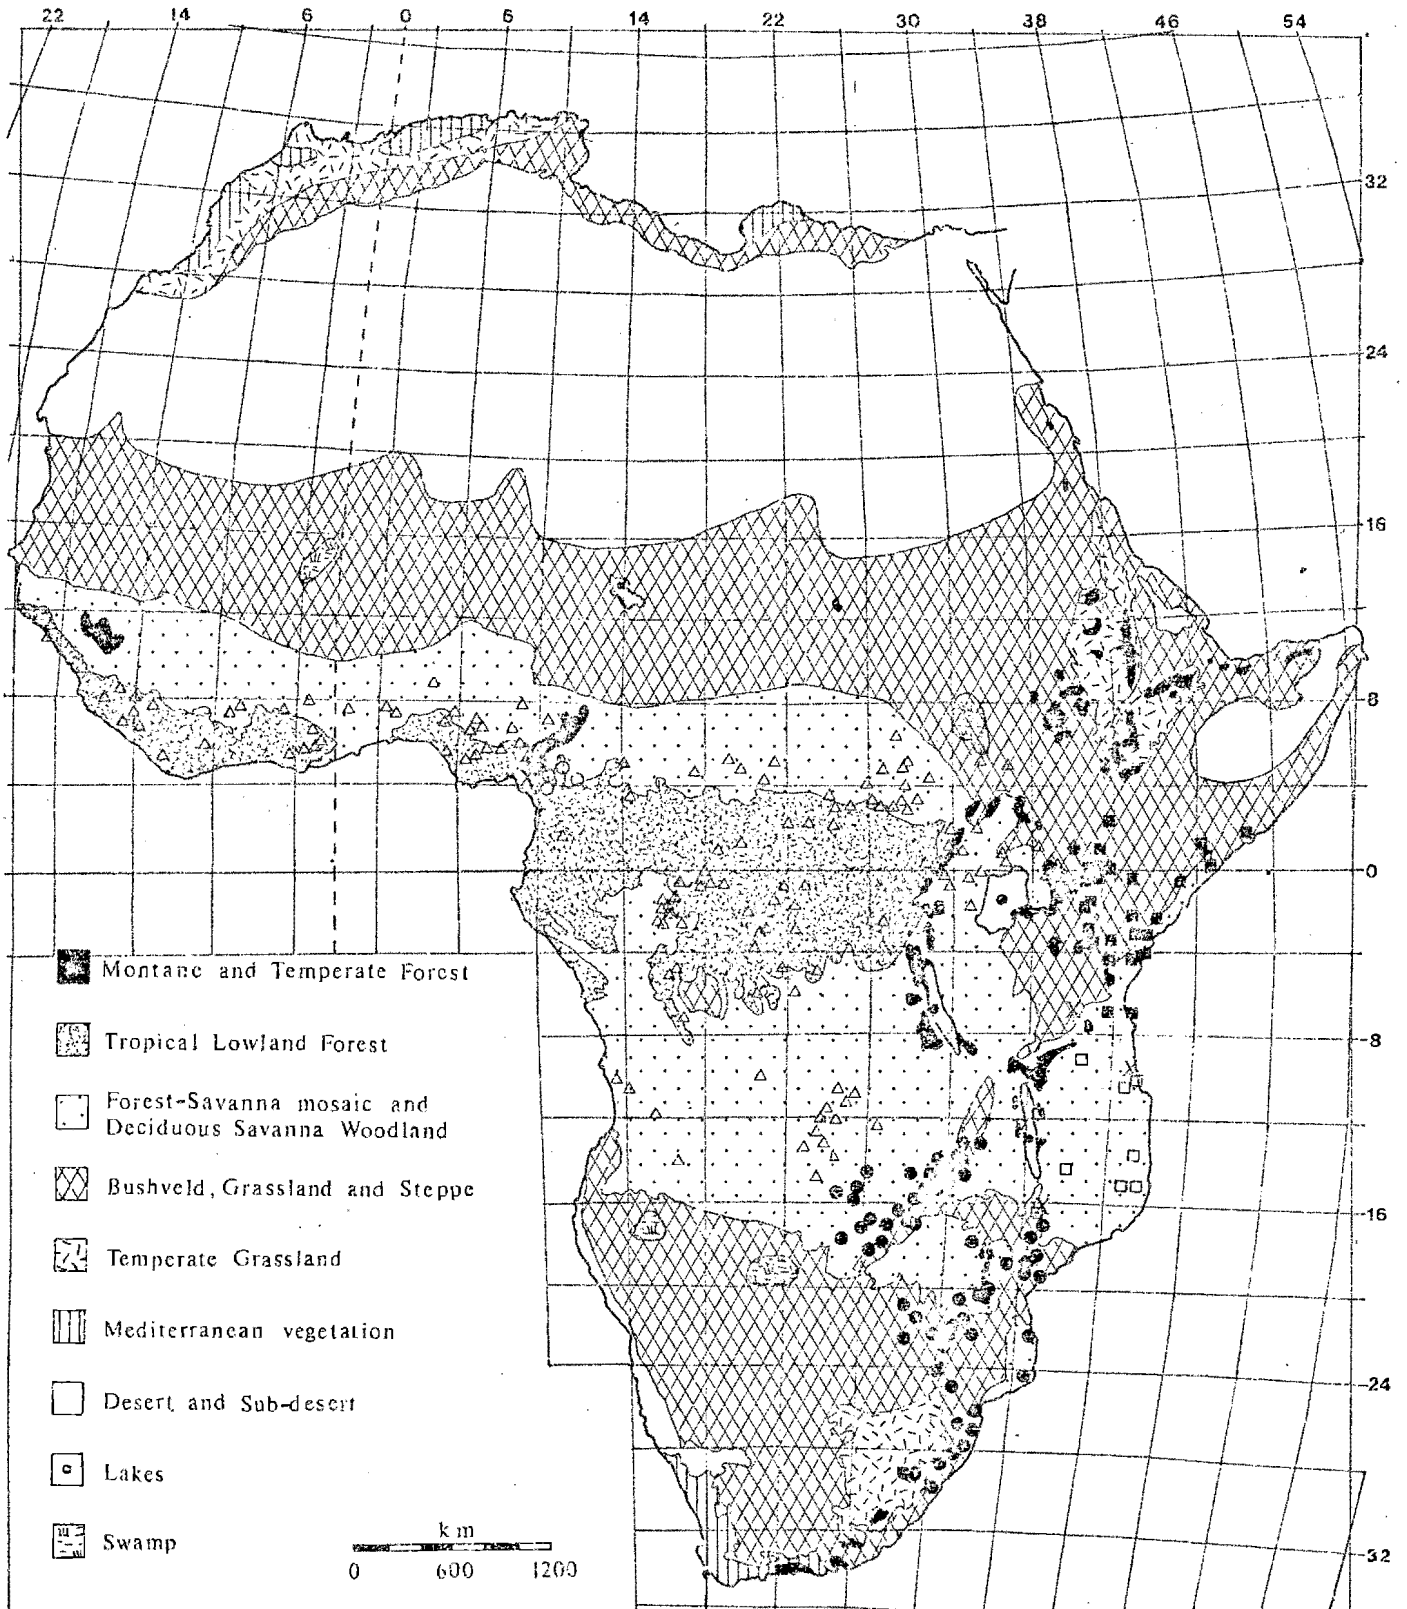 22 14 6 0 6 14 22 30 38 46 54
32
24
16
8
0
Montane and Temperate Forest
Tropical Lowland Forest
8
Forest-Savanna mosaic and
Deciduous Savanna Woodland
Bushveld, Grassland and Steppe
16
Temperate Grassland
Mediterranean vegetation
24
Desert and Sub-desert
Lakes
Swamp
km
0 600 1200
32